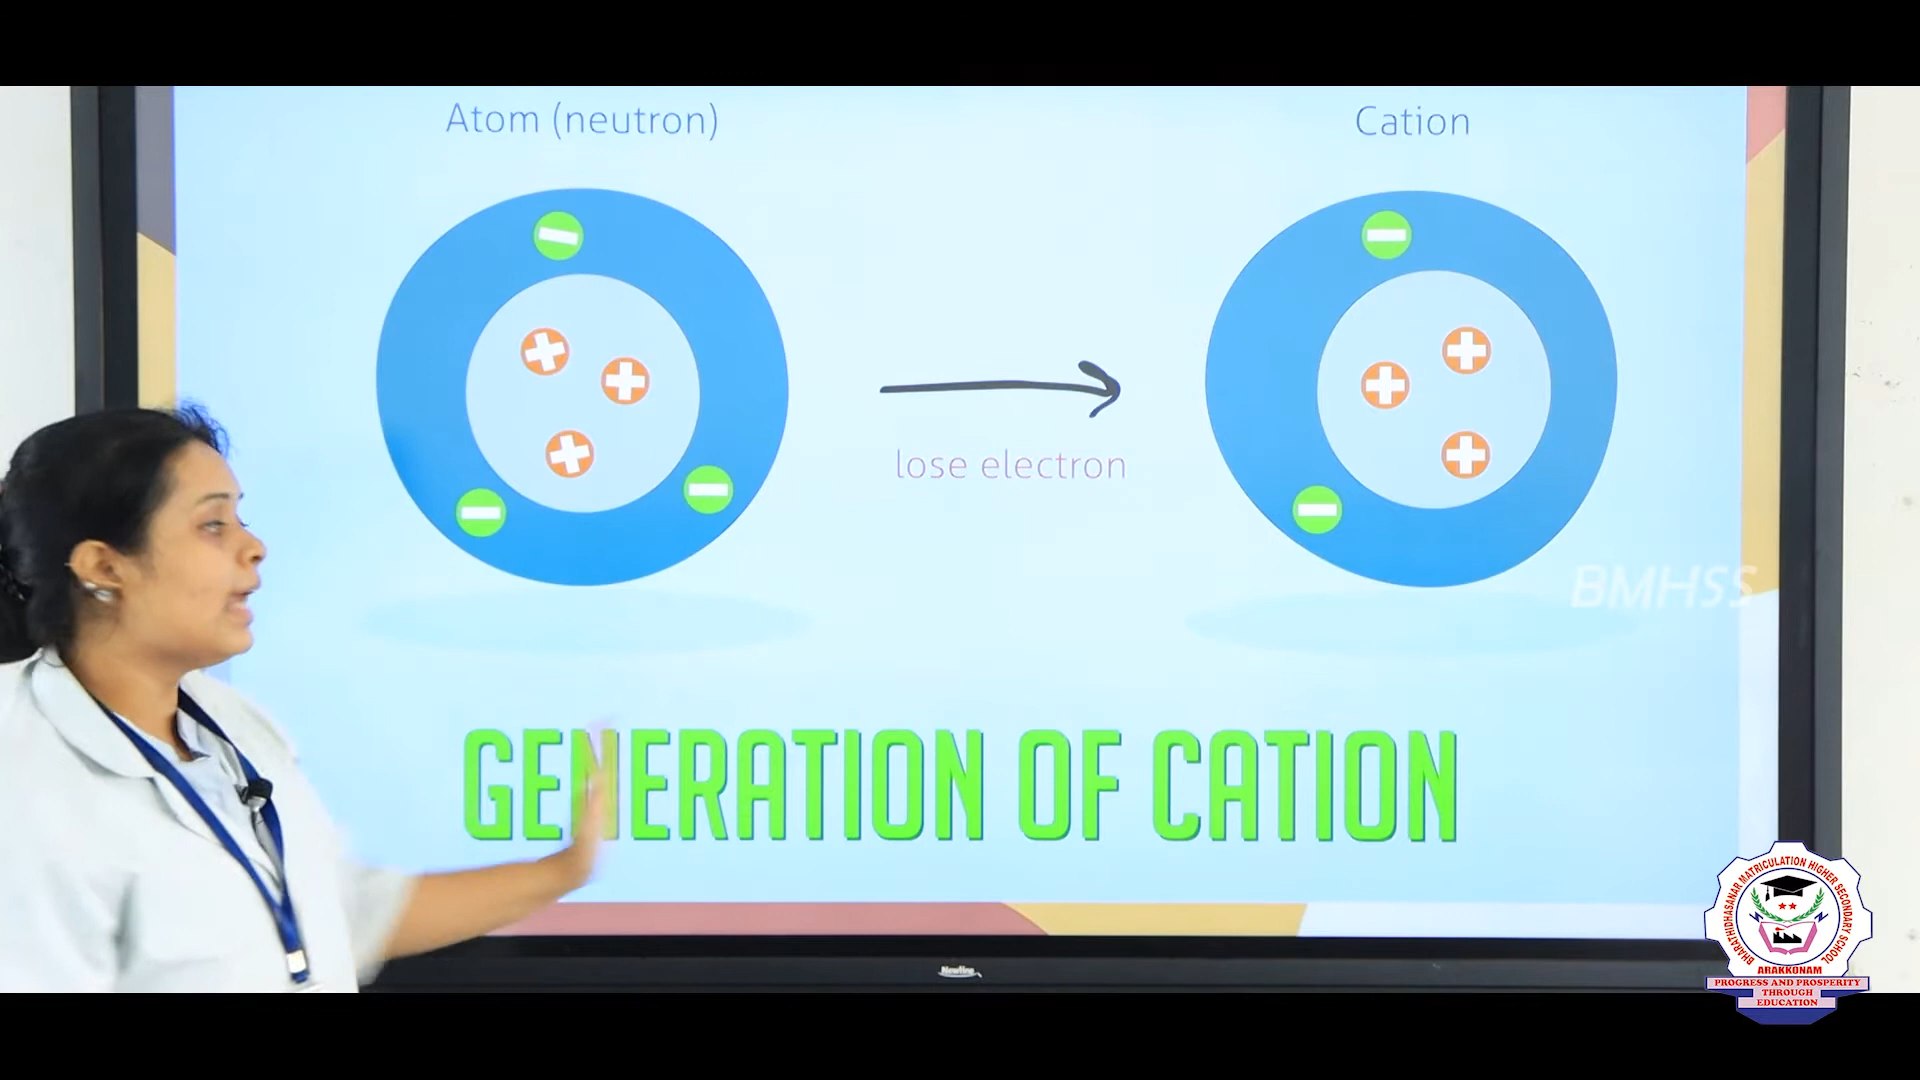 Atom (neutron)
Cation
lose electron
BMHSS
GENERATION OF CATION
Newline
BHARATHIDHASANAR MATRICULATION HIGHER SECONDARY SCHOOL
ARAKKONAM
PROGRESS AND PROSPERITY
THROUGH
EDUCATION